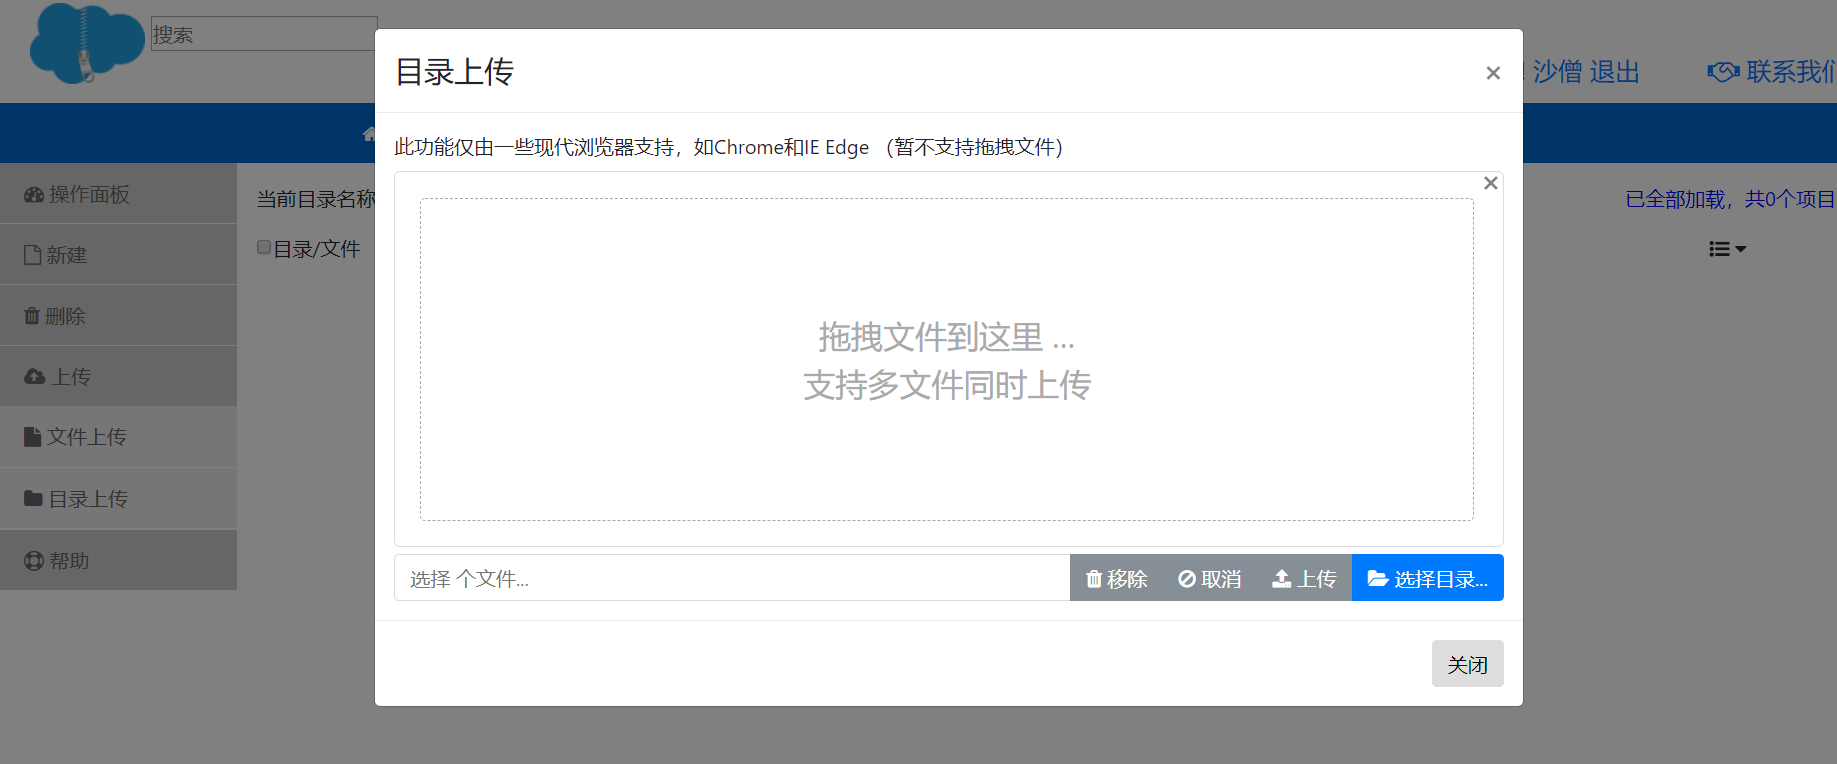 搜索
沙僧 退出
联系我们
目录上传
此功能仅由一些现代浏览器支持，如Chrome和IE Edge （暂不支持拖拽文件）
操作面板
新建
删除
上传
文件上传
目录上传
帮助
当前目录名称
已全部加载，共0个项目
目录/文件
拖拽文件到这里 ...
支持多文件同时上传
选择 个文件...
移除
取消
上传
选择目录...
关闭